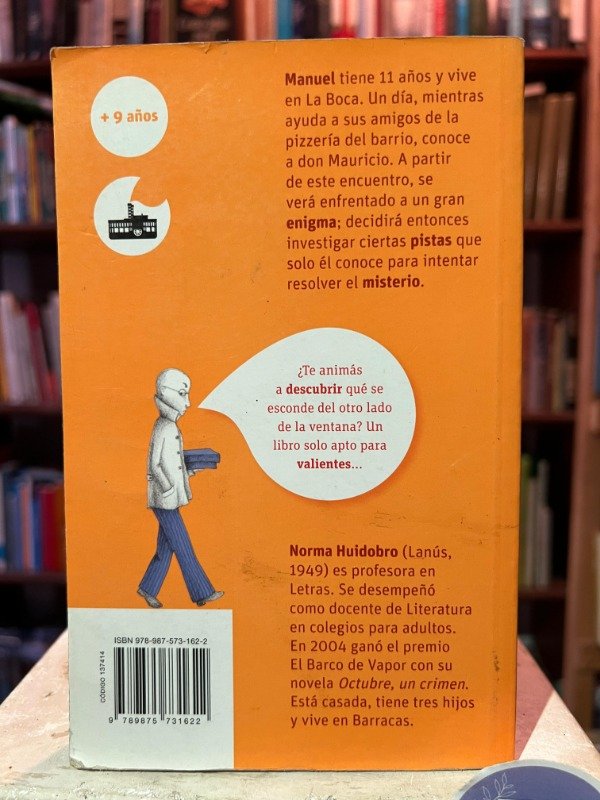 + 9 años
Manuel tiene 11 años y vive
en La Boca. Un día, mientras
ayuda a sus amigos de la
pizzería del barrio, conoce
a don Mauricio. A partir
de este encuentro, se
verá enfrentado a un gran
enigma; decidirá entonces
investigar ciertas pistas que
solo él conoce para intentar
resolver el misterio.
¿Te animás
a descubrir qué se
esconde del otro lado
de la ventana? Un
libro solo apto para
valientes...
Norma Huidobro (Lanús,
1949) es profesora en
Letras. Se desempeñó
como docente de Literatura
en colegios para adultos.
En 2004 ganó el premio
El Barco de Vapor con su
novela Octubre, un crimen.
Está casada, tiene tres hijos
y vive en Barracas.
ISBN 978-987-573-162-2
CÓDIGO 137414
9 789875 731622